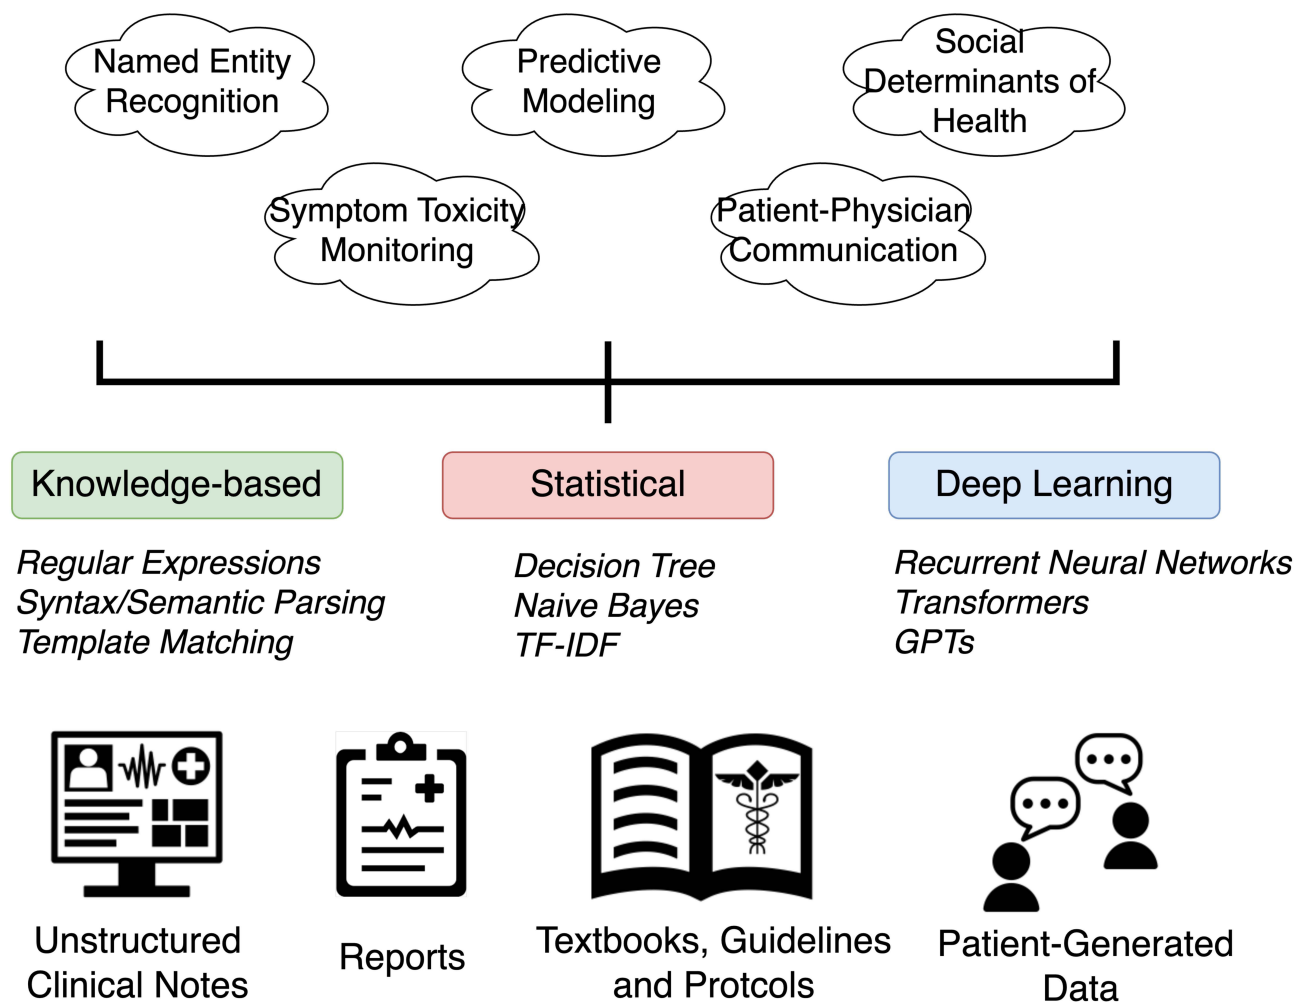 Named Entity
Recognition
Predictive
Modeling
Social
Determinants of
Health
Symptom Toxicity
Monitoring
Patient-Physician
Communication
Knowledge-based
Statistical
Deep Learning
Regular Expressions
Syntax/Semantic Parsing
Template Matching
Decision Tree
Naive Bayes
TF-IDF
Recurrent Neural Networks
Transformers
GPTs
Unstructured
Clinical Notes
Reports
Textbooks, Guidelines
and Protcols
Patient-Generated
Data